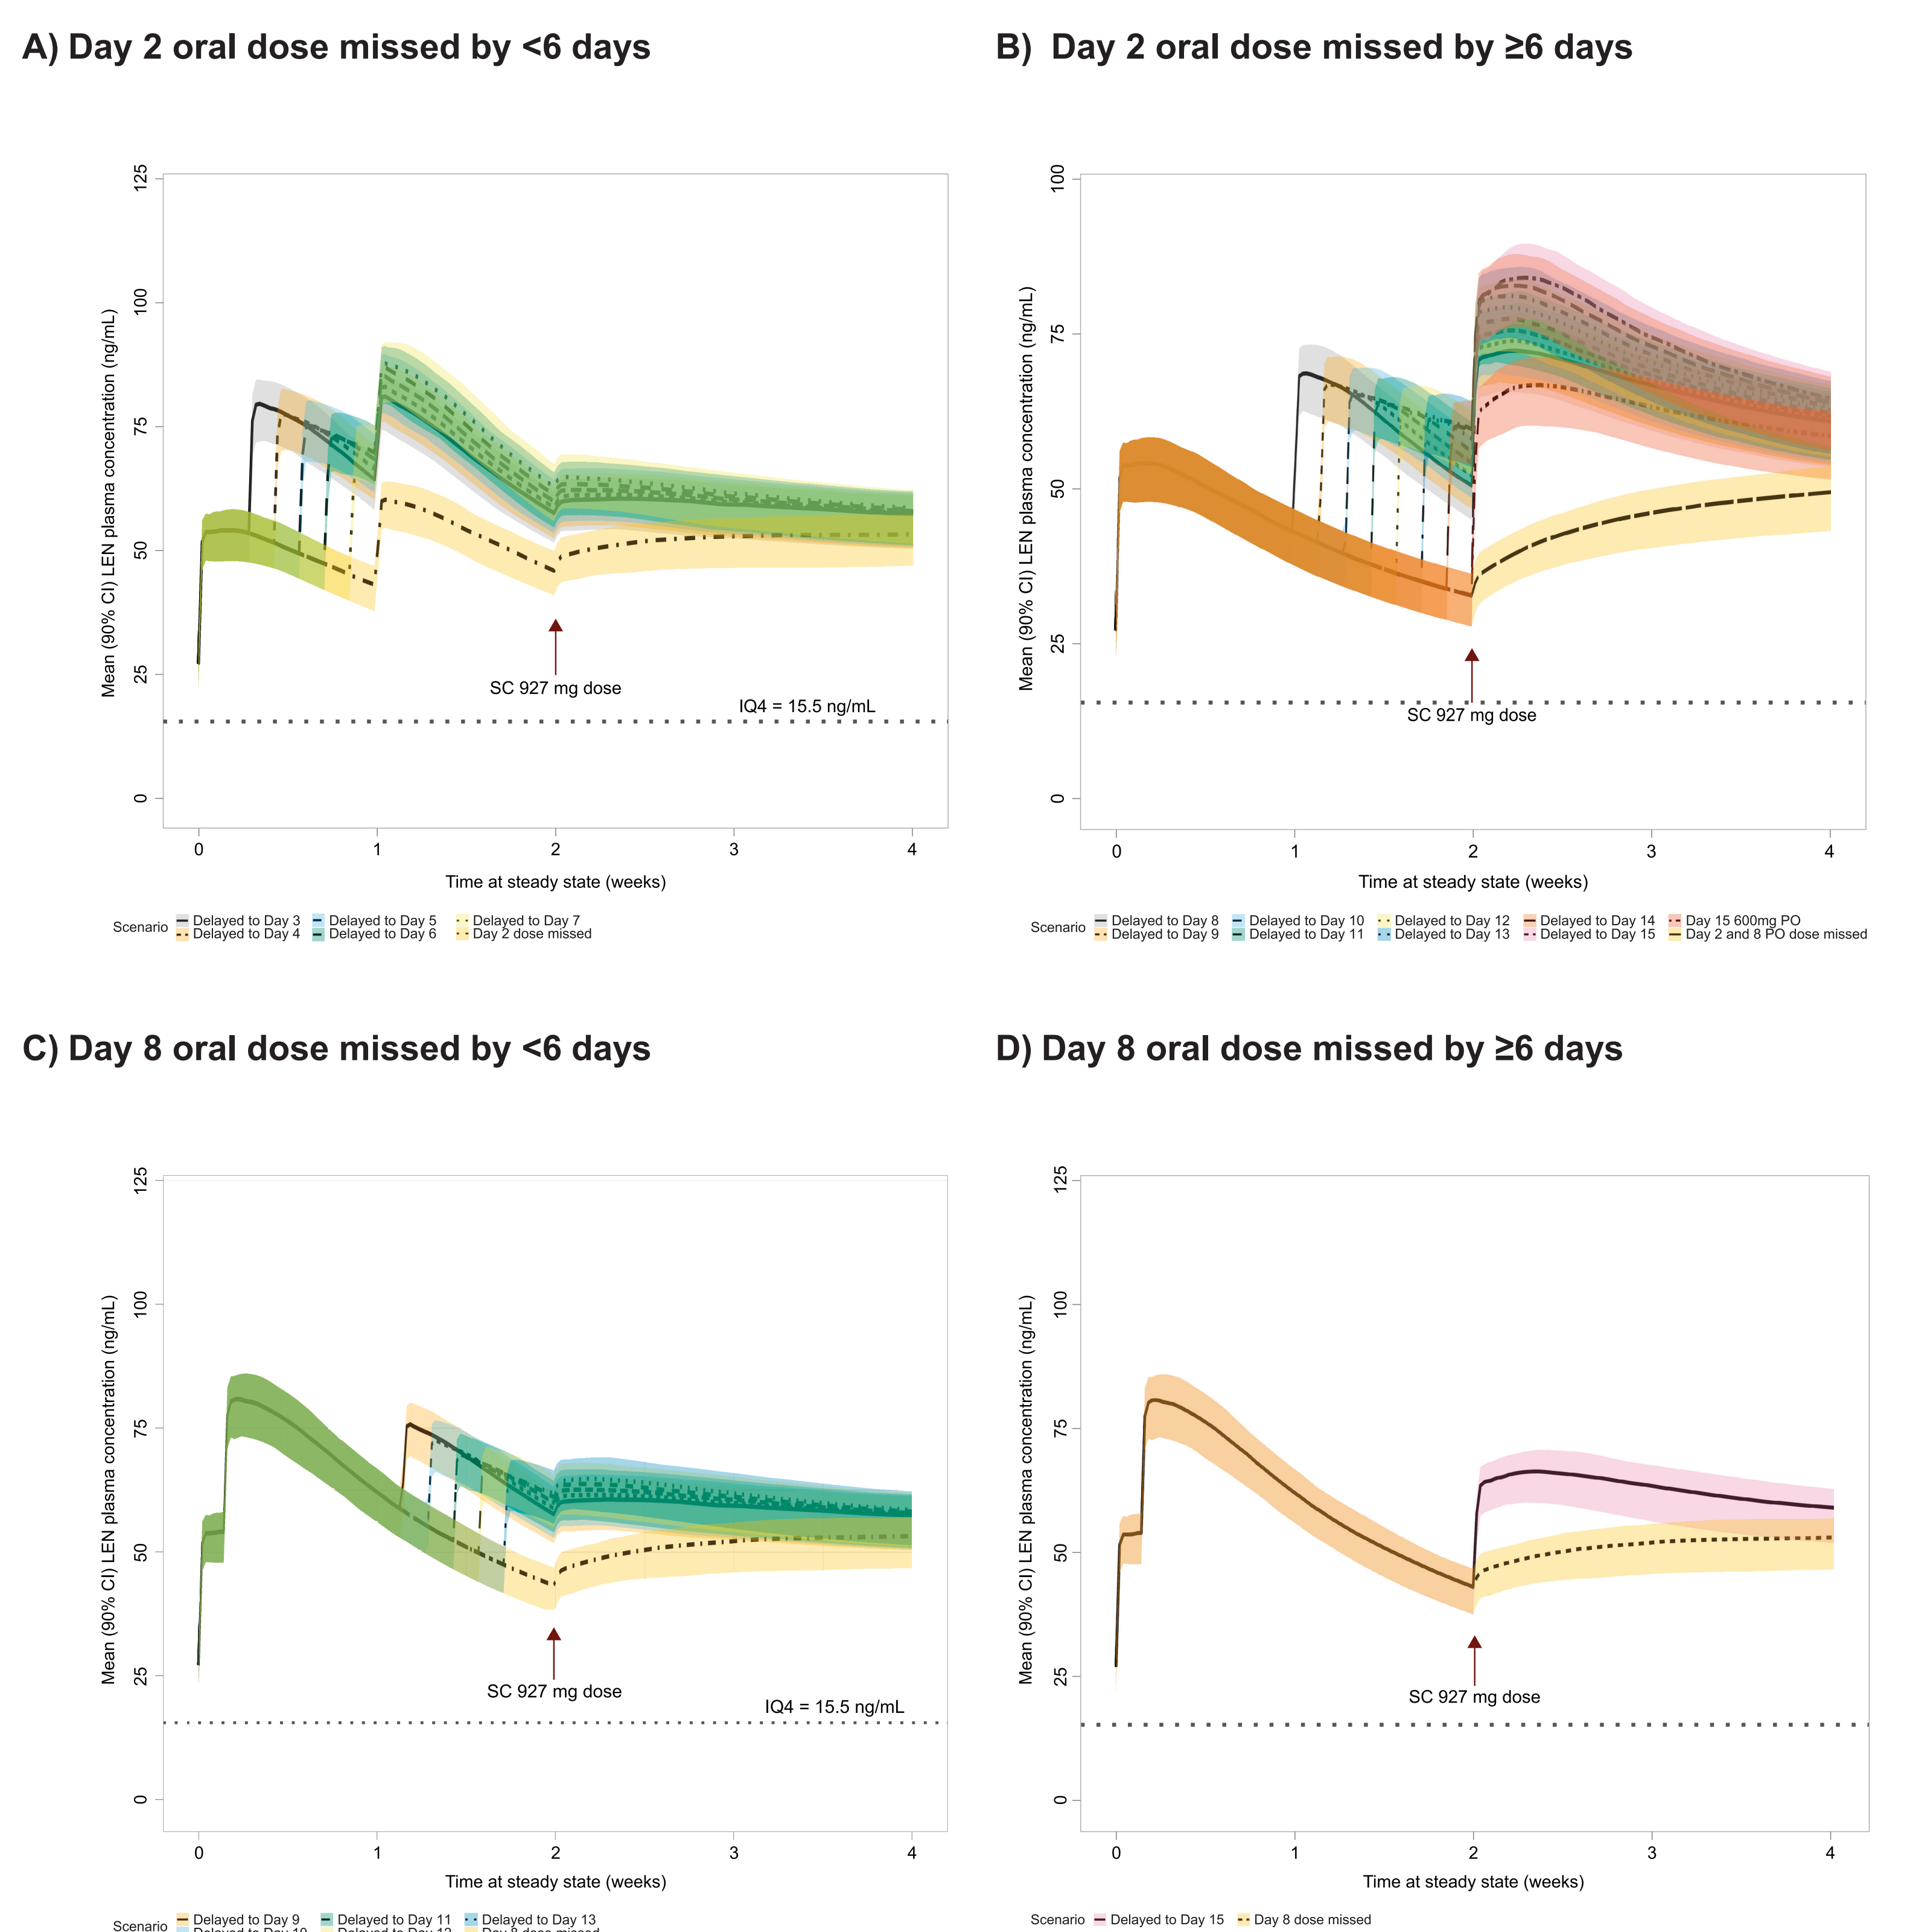 A) Day 2 oral dose missed by <6 days
Mean (90% CI) LEN plasma concentration (ng/mL)
125
100
75
50
25
0
SC 927 mg dose
IQ4 = 15.5 ng/mL
0 1 2 3 4
Time at steady state (weeks)
Scenario
Delayed to Day 3 Delayed to Day 5 Delayed to Day 7
Delayed to Day 4 Delayed to Day 6 Day 2 dose missed
B) Day 2 oral dose missed by ≥6 days
Mean (90% CI) LEN plasma concentration (ng/mL)
100
75
50
25
0
SC 927 mg dose
0 1 2 3 4
Time at steady state (weeks)
Scenario
Delayed to Day 8 Delayed to Day 10 Delayed to Day 12 Delayed to Day 14 Day 15 600mg PO
Delayed to Day 9 Delayed to Day 11 Delayed to Day 13 Delayed to Day 15 Day 2 and 8 PO dose missed
C) Day 8 oral dose missed by <6 days
Mean (90% CI) LEN plasma concentration (ng/mL)
125
100
75
50
25
0
SC 927 mg dose
IQ4 = 15.5 ng/mL
0 1 2 3 4
Time at steady state (weeks)
Scenario
Delayed to Day 9 Delayed to Day 11 Delayed to Day 13
Delayed to Day 10 Delayed to Day 12 Day 8 dose missed
D) Day 8 oral dose missed by ≥6 days
Mean (90% CI) LEN plasma concentration (ng/mL)
125
100
75
50
25
0
SC 927 mg dose
0 1 2 3 4
Time at steady state (weeks)
Scenario Delayed to Day 15 Day 8 dose missed